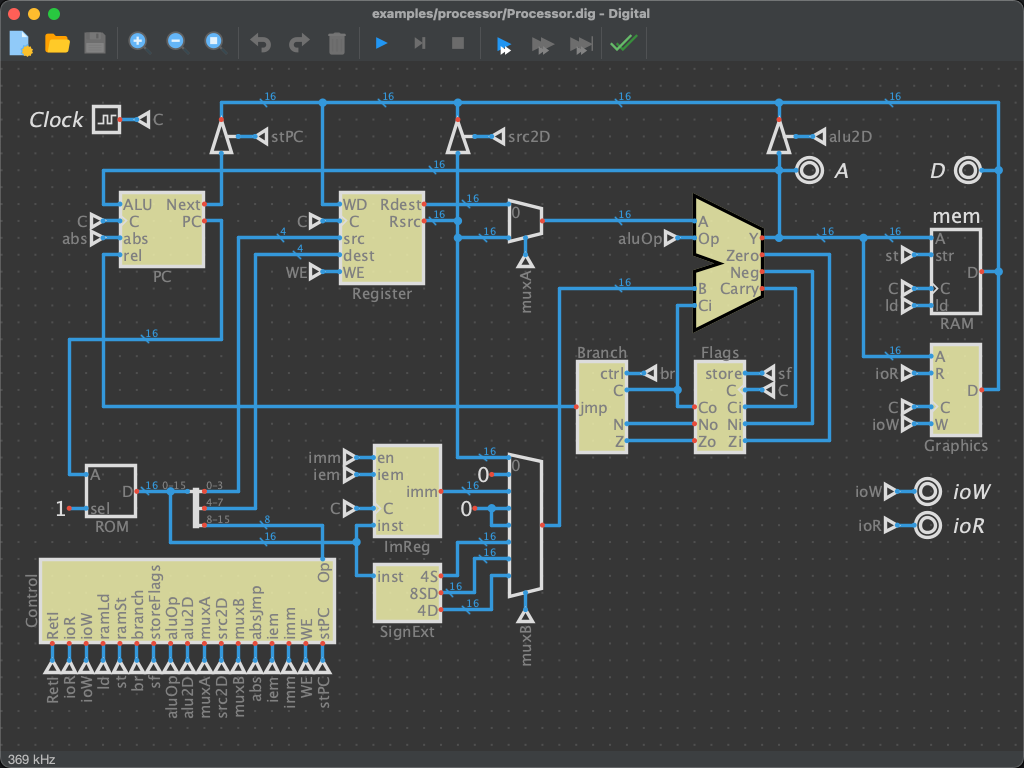 examples/processor/Processor.dig - Digital
16 16 16 16
Clock C stPC src2D alu2D
16
A D
ALU Next
C C PC
abs abs
rel
PC
WD Rdest 16
C C Rsrc 16
4 src
4 dest
WE WE
Register
0
16
16
muxA
A
aluOp Op Y 16 16
Zero
Neg
16 B Carry
Ci
mem
A
st str
D
C C
ld ld
RAM
16
Branch
ctrl br
C
jmp
N
Z
Flags
store sf
C C
Co Ci
No Ni
Zo Zi
16 A
ioR R
D
C C
ioW W
Graphics
A
D 16 0-15
1 sel
ROM
0-3
4-7
8-15 8
16
imm en
iem iem
imm 16
C C
inst
ImReg
16 0
0
0
16
16
inst 4S
8SD 16
4D 16
SignExt
muxB
ioW ioW
ioR ioR
Control
Op
RetI ioR ioW ramLd ramSt branch storeFlags aluOp alu2D muxA src2D muxB absJmp iem imm WE stPC
RetI ioR ioW ld st br sf aluOp alu2D muxA src2D muxB abs iem imm WE stPC
369 kHz